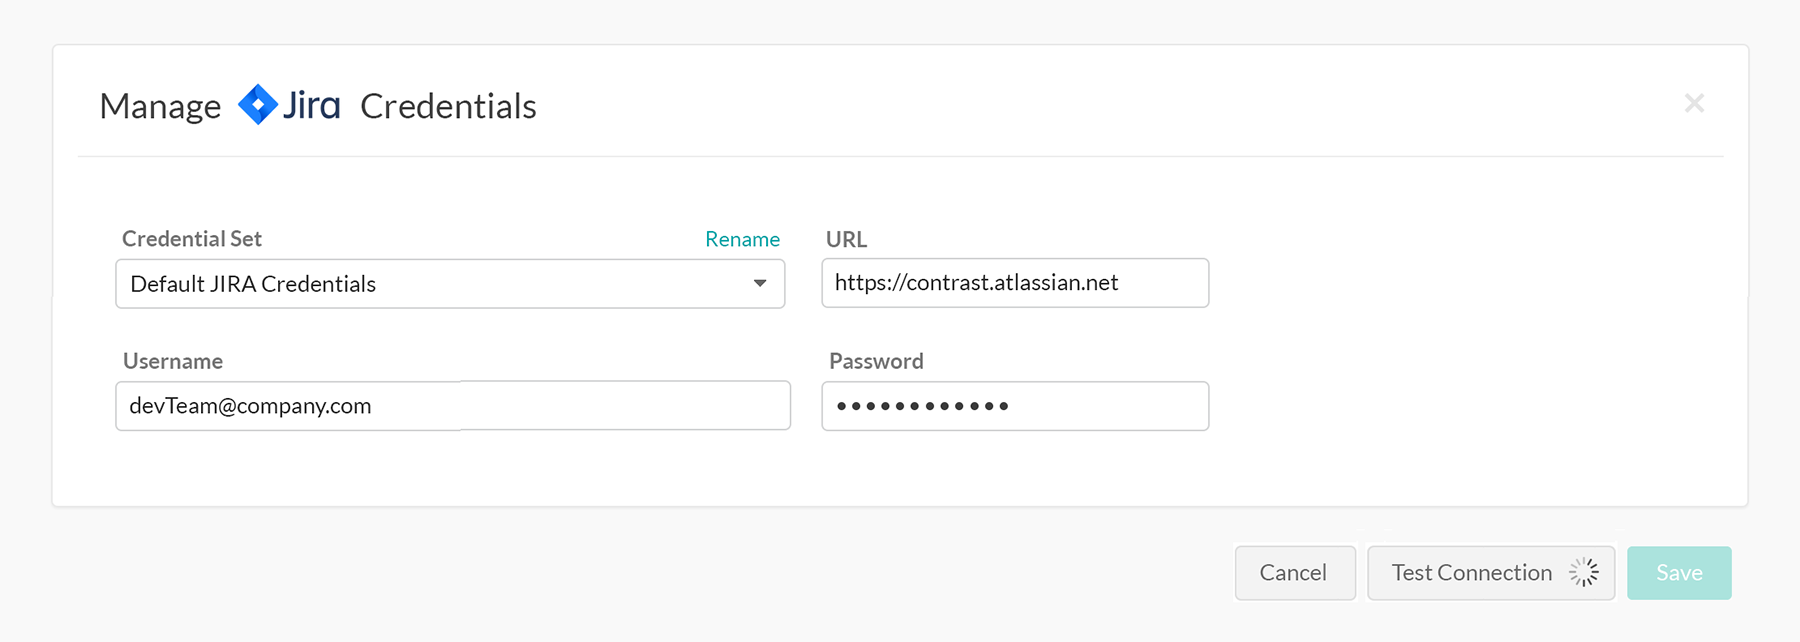 Manage Jira Credentials
Credential Set
Rename
URL
Default JIRA Credentials
https://contrast.atlassian.net
Username
Password
devTeam@company.com
••••••••••••
Cancel
Test Connection
Save